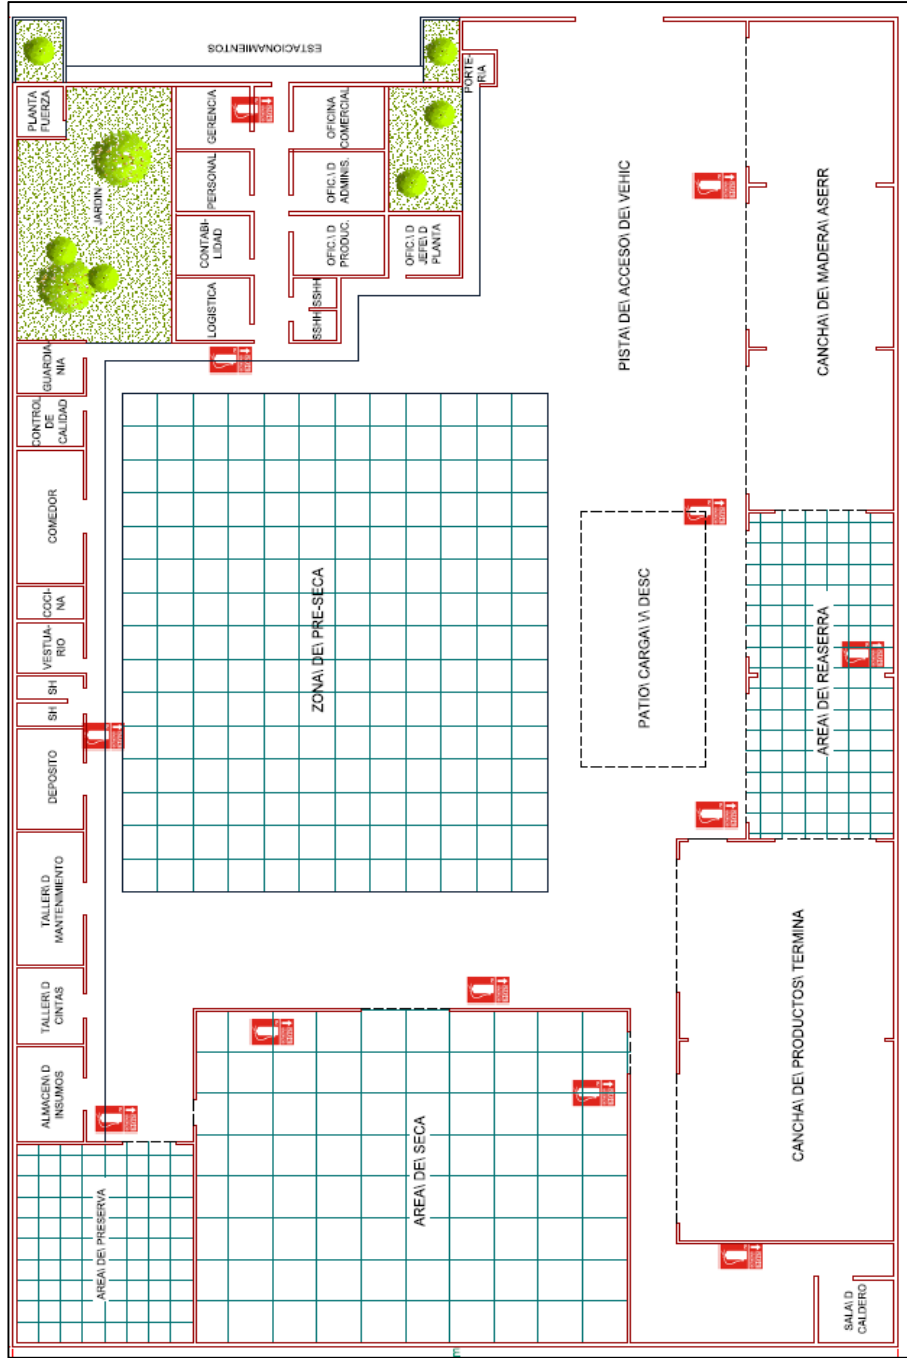 ESTACIONAMIENTOS
PLANTA
FUERZA
JARDIN
GERENCIA
PERSONAL
CONTABI-
LIDAD
LOGISTICA
OFICINA
COMERCIAL
OFIC.\ D
ADMINIS.
OFIC.\ D
PRODUC.
SSHH
SSHH
OFIC.\ D
JEFE\ D
PLANTA
PORTE-
RIA
GUARDIA-
NIA
CONTROL
DE
CALIDAD
COMEDOR
COCI-
NA
VESTUA-
RIO
SH
SH
DEPOSITO
TALLER\ D
MANTENIMIENTO
TALLER\ D
CINTAS
ALMACEN\ D
INSUMOS
AREA\ DE\ PRESERVA
ZONA\ DE\ PRE-SECA
AREA\ DE\ SECA
PISTA\ DE\ ACCESO\ DE\ VEHIC
PATIO\ CARGA\ Y\ DESC
CANCHA\ DE\ MADERA\ ASERR
AREA\ DE\ REASERRA
CANCHA\ DE\ PRODUCTOS\ TERMINA
SALA\ D
CALDERO